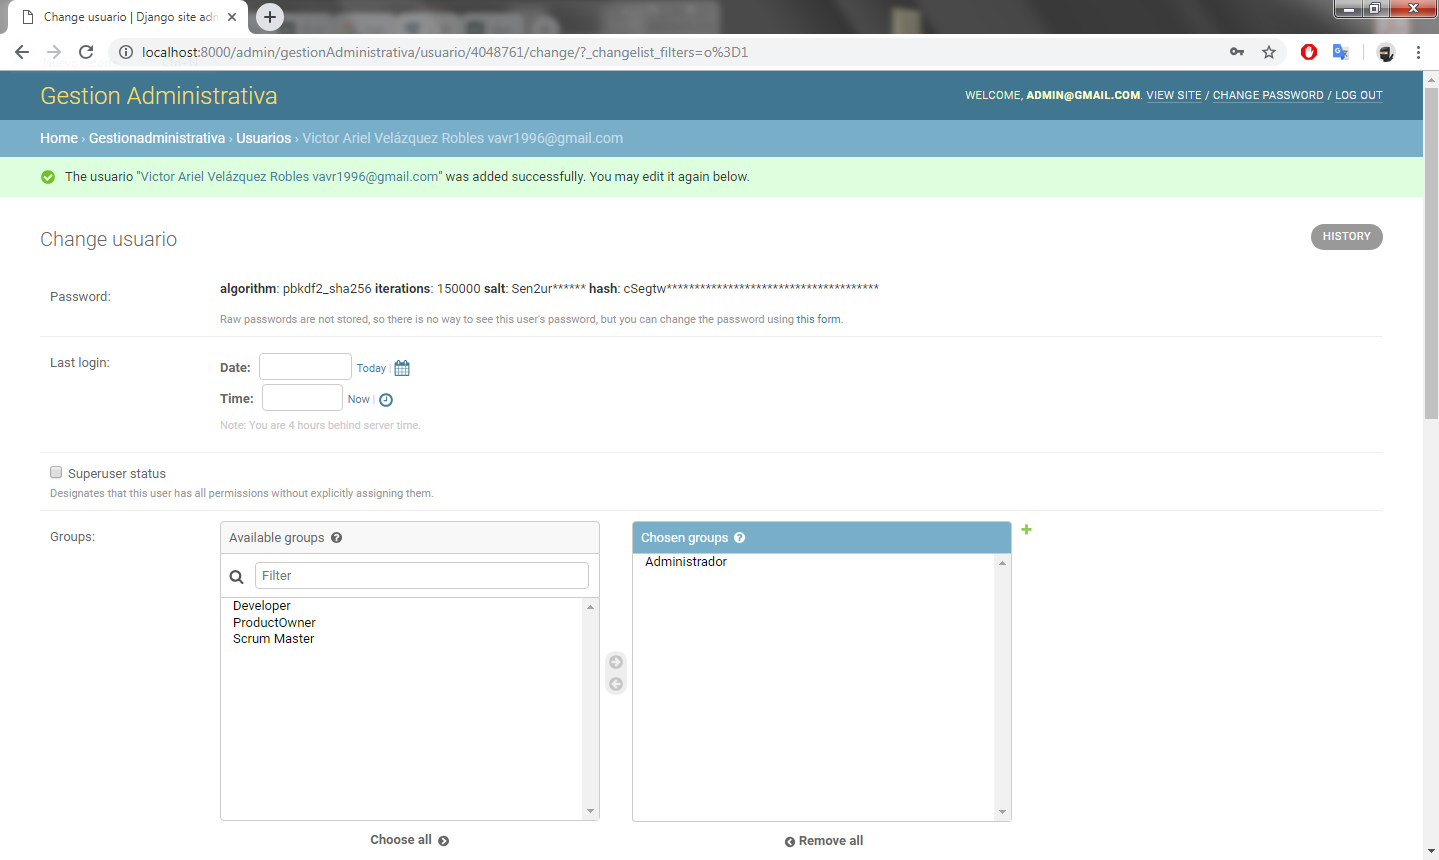 Change usuario | Django site adn
localhost:8000/admin/gestionAdministrativa/usuario/4048761/change/?_changelist_filters=o%3D1
Gestion Administrativa
WELCOME, ADMIN@GMAIL.COM. VIEW SITE / CHANGE PASSWORD / LOG OUT
Home › Gestionadministrativa › Usuarios › Victor Ariel Velázquez Robles vavr1996@gmail.com
The usuario "Victor Ariel Velázquez Robles vavr1996@gmail.com" was added successfully. You may edit it again below.
Change usuario
HISTORY
Password:
algorithm: pbkdf2_sha256 iterations: 150000 salt: Sen2ur****** hash: cSegtw**************************************
Raw passwords are not stored, so there is no way to see this user's password, but you can change the password using this form.
Last login:
Date:
Today |
Time:
Now |
Note: You are 4 hours behind server time.
Superuser status
Designates that this user has all permissions without explicitly assigning them.
Groups:
Available groups
Filter
Developer
ProductOwner
Scrum Master
Choose all
Chosen groups
Administrador
Remove all